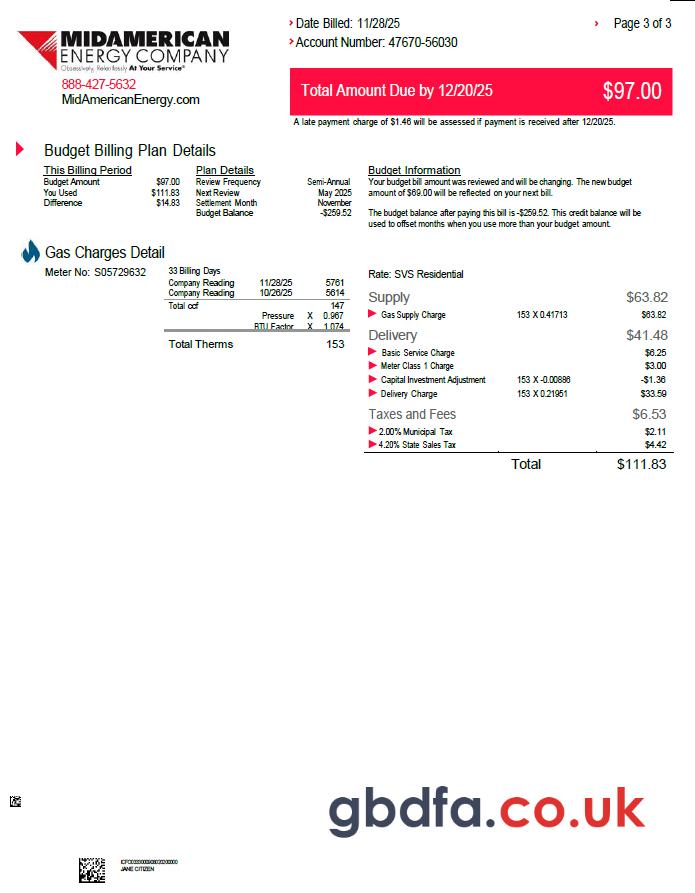 MIDAMERICAN
ENERGY COMPANY
Obsessively, Relentlessly At Your Service®
888-427-5632
MidAmericanEnergy.com
Date Billed: 11/28/25
Page 3 of 3
Account Number: 47670-56030
Total Amount Due by 12/20/25 $97.00
A late payment charge of $1.46 will be assessed if payment is received after 12/20/25.
Budget Billing Plan Details
This Billing Period
Budget Amount $97.00
You Used $111.83
Difference $14.83
Plan Details
Review Frequency Semi-Annual
Next Review May 2025
Settlement Month November
Budget Balance -$259.52
Budget Information
Your budget bill amount was reviewed and will be changing. The new budget
amount of $69.00 will be reflected on your next bill.
The budget balance after paying this bill is -$259.52. This credit balance will be
used to offset months when you use more than your budget amount.
Gas Charges Detail
Meter No: S05729632
33 Billing Days
Company Reading 11/28/25 5761
Company Reading 10/26/25 5614
Total ccf 147
Pressure X 0.967
BTU Factor X 1.074
Total Therms 153
Rate: SVS Residential
Supply $63.82
Gas Supply Charge 153 X 0.41713 $63.82
Delivery $41.48
Basic Service Charge $6.25
Meter Class 1 Charge $3.00
Capital Investment Adjustment 153 X -0.00886 -$1.36
Delivery Charge 153 X 0.21951 $33.59
Taxes and Fees $6.53
2.00% Municipal Tax $2.11
4.20% State Sales Tax $4.42
Total $111.83
gbdfa.co.uk
JANE CITIZEN